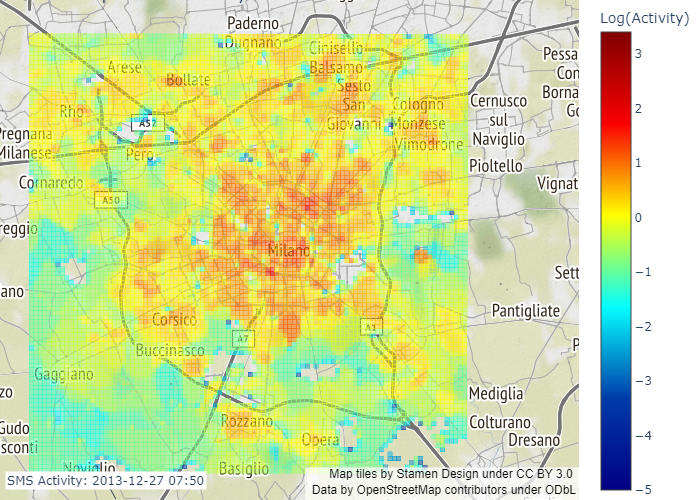 Paderno
Dugnano
Log(Activity)
Cinisello
Balsamo
Arese
Bollate
Sesto
San
Giovanni
Pessa
Con
Borna
Go
Rho
Cologno
Monzese
Vimodrone
Cernusco
sul
Naviglio
A52
Pregnana
Milanese
Pero
Pioltello
Cornaredo
Vignat
A50
reggio
Milano
Sett
ano
Pantigliate
Corsico
A1
A7
P
Buccinasco
Gaggiano
zo
Mediglia
Rozzano
Colturano
Gudo
sconti
Opera
Dresano
Noviglio
Basiglio
SMS Activity: 2013-12-27 07:50
Map tiles by Stamen Design under CC BY 3.0
Data by OpenStreetMap contributors under ODbL
3
2
1
0
−1
−2
−3
−4
−5